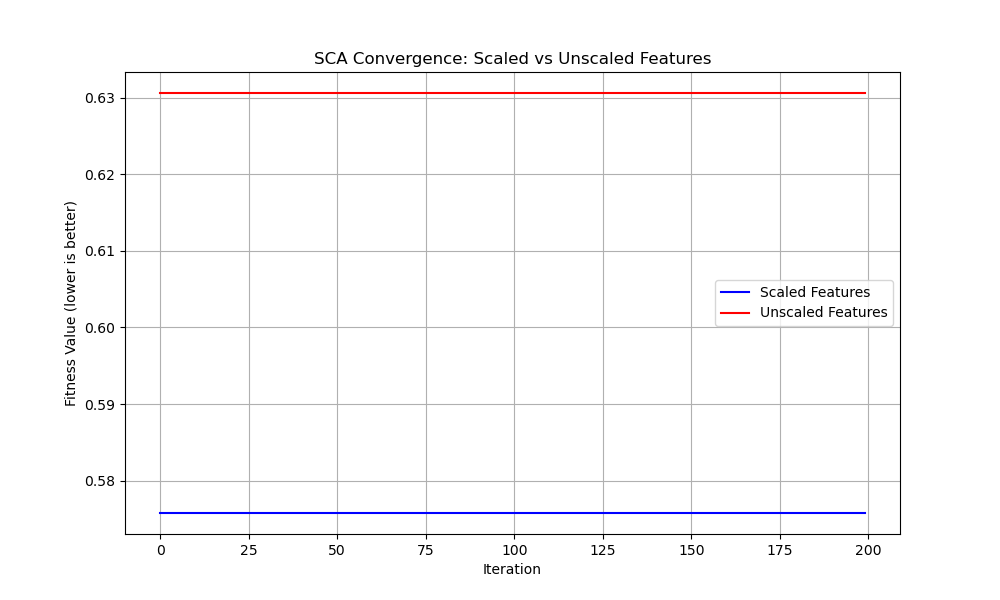 SCA Convergence: Scaled vs Unscaled Features
Fitness Value (lower is better)
0.63
0.62
0.61
0.60
0.59
0.58
Scaled Features
Unscaled Features
0 25 50 75 100 125 150 175 200
Iteration